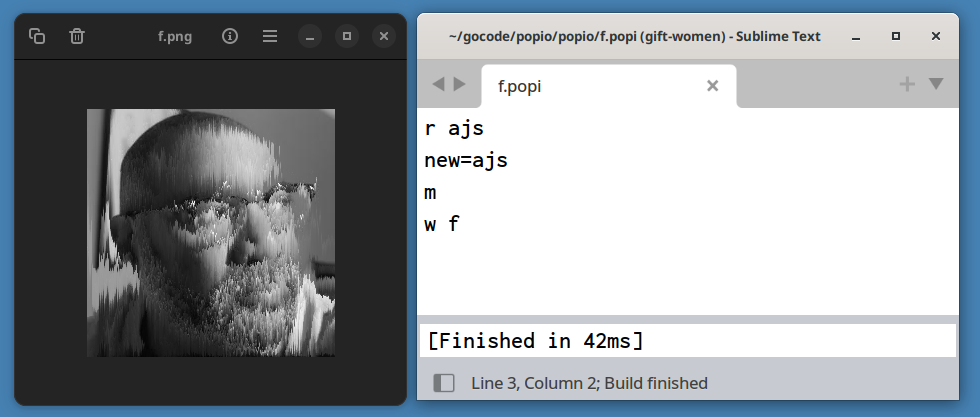 f.png
~/gocode/popio/popio/f.popi (gift-women) - Sublime Text
f.popi
r ajs
new=ajs
m
w f
[Finished in 42ms]
Line 3, Column 2; Build finished